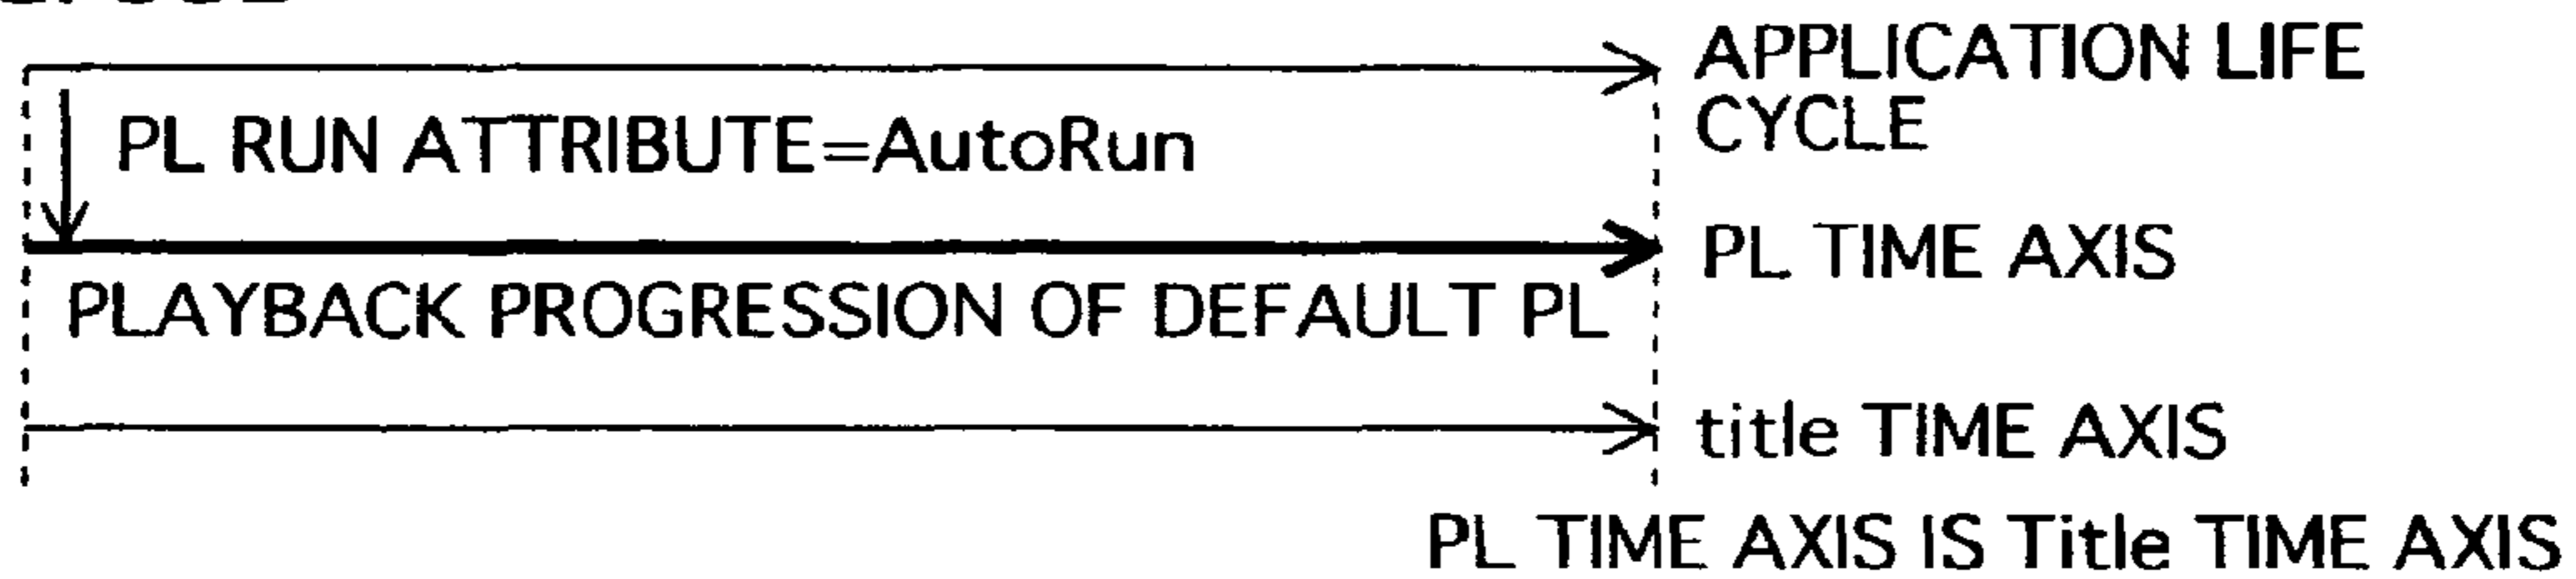 APPLICATION LIFE
CYCLE
PL RUN ATTRIBUTE=AutoRun
PL TIME AXIS
PLAYBACK PROGRESSION OF DEFAULT PL
title TIME AXIS
PL TIME AXIS IS Title TIME AXIS